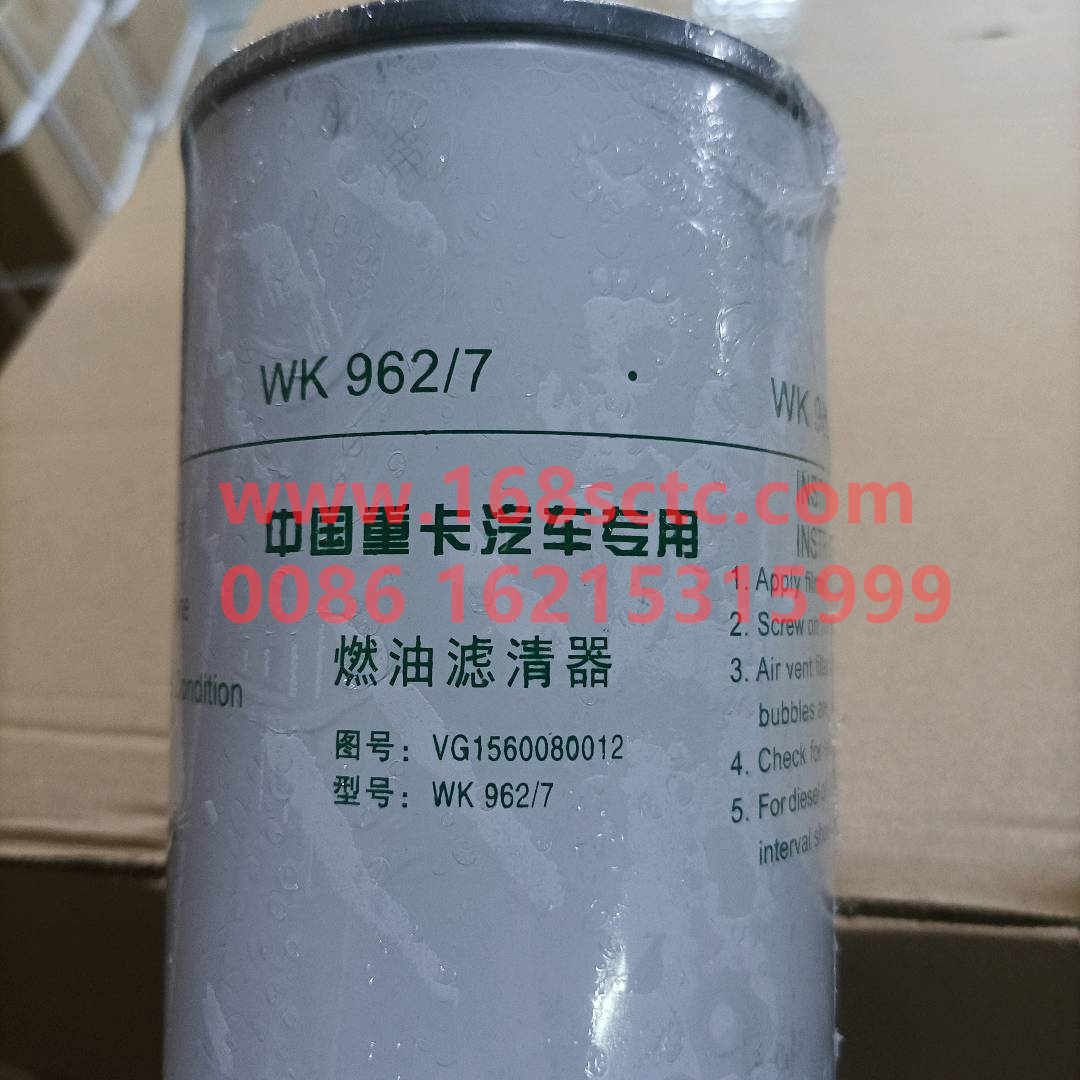 WK 962/7
WK
www.168sctc.com
中国重卡汽车专用
0086 16215315999
燃油滤清器
图号：VG1560080012
型号：WK 962/7
1. Apply
2. Screw on
3. Air vent
bubbles
4. Check for
5. For diesel
interval